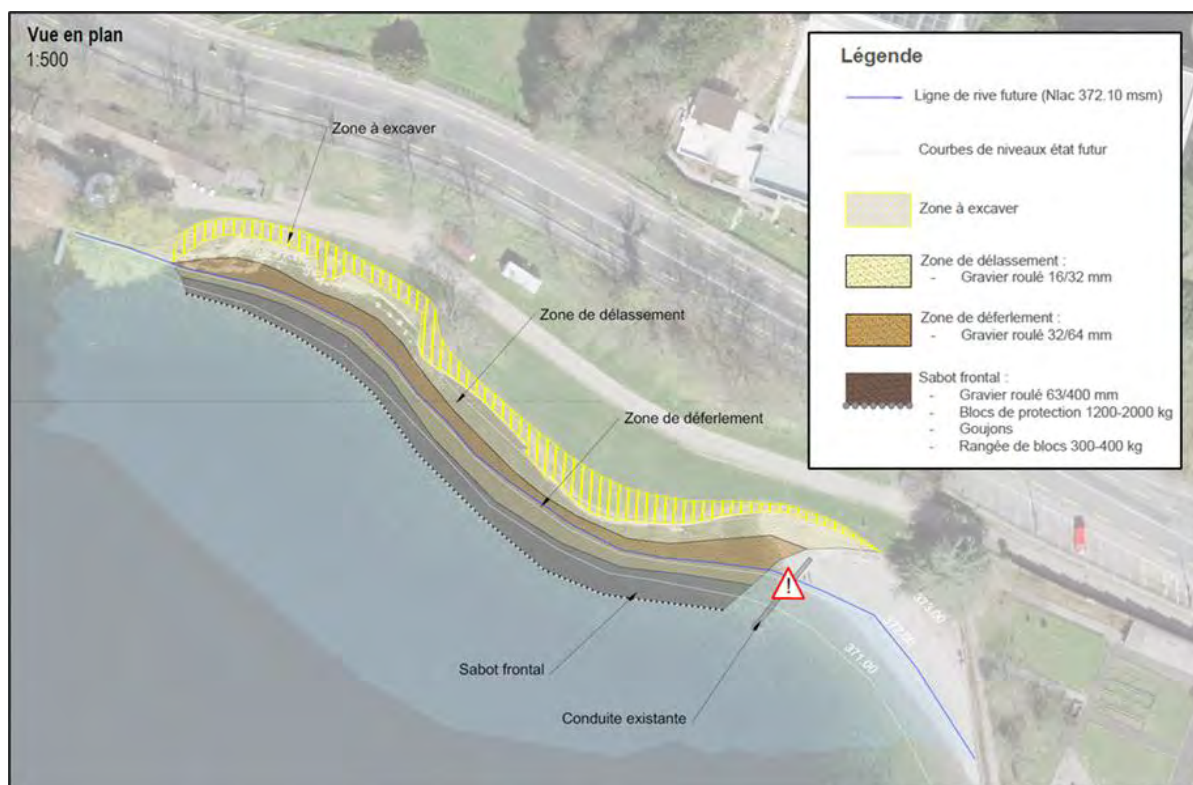 Vue en plan
1:500
Légende
Ligne de rive future (Nlac 372.10 msm)
Courbes de niveaux état futur
Zone à excaver
Zone de délassement :
- Gravier roulé 16/32 mm
Zone de déferlement :
- Gravier roulé 32/64 mm
Sabot frontal :
- Gravier roulé 63/400 mm
- Blocs de protection 1200-2000 kg
- Goujons
- Rangée de blocs 300-400 kg
Zone à excaver
Zone de délassement
Zone de déferlement
!
373.00
371.00
Sabot frontal
Conduite existante